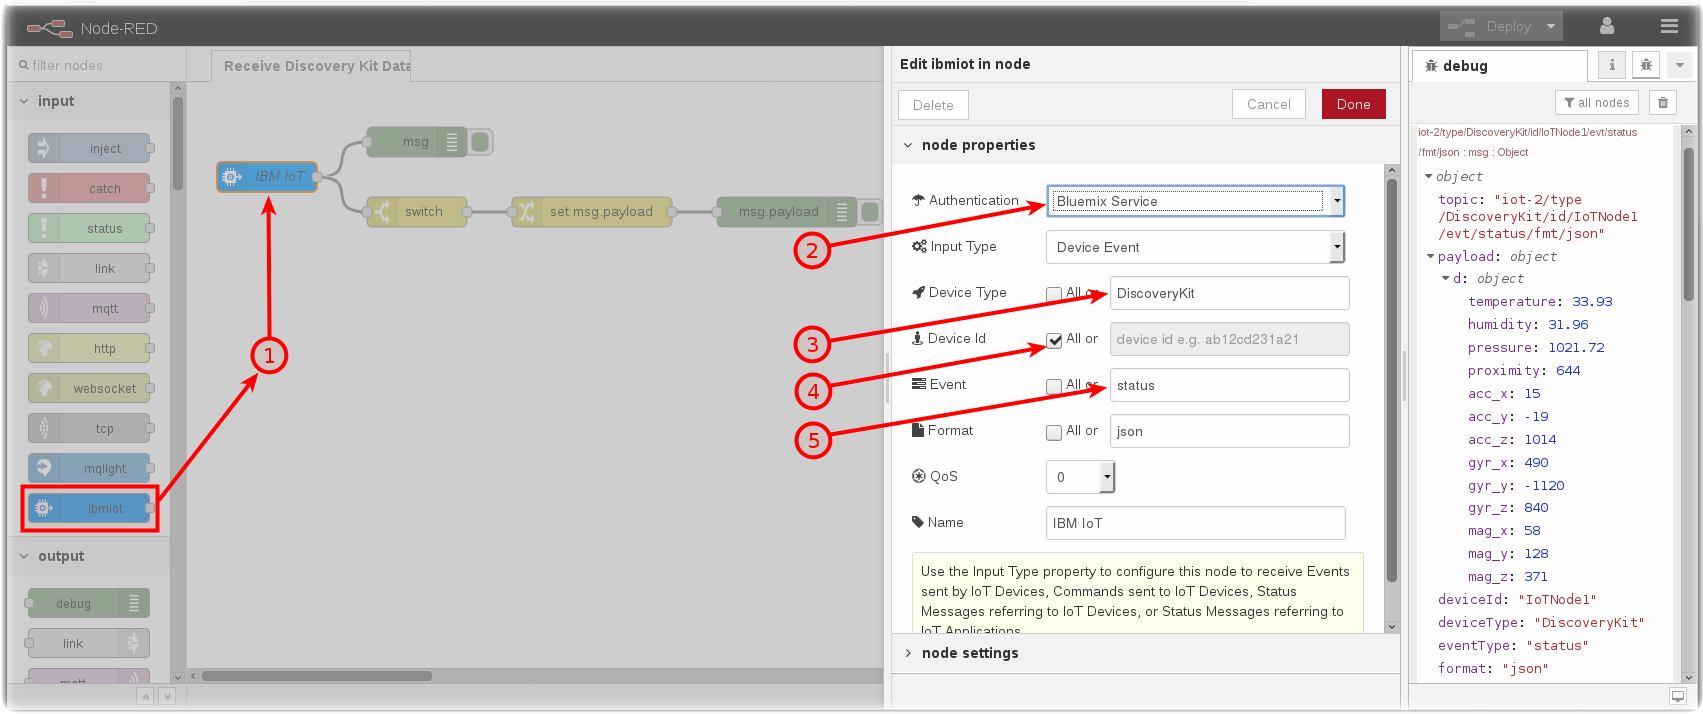 Node-RED
Deploy
filter nodes
Receive Discovery Kit Data
input
inject
catch
status
link
mqtt
http
websocket
tcp
mqlight
ibmiot
output
debug
link
mqtt
IBM IoT
msg
switch
set msg.payload
msg.payload
1
2
3
4
5
Edit ibmiot in node
Delete
Cancel
Done
node properties
Authentication
Bluemix Service
Input Type
Device Event
Device Type
All or
DiscoveryKit
Device Id
All or
device id e.g. ab12cd231a21
Event
All or
status
Format
All or
json
QoS
0
Name
IBM IoT
Use the Input Type property to configure this node to receive Events
sent by IoT Devices, Commands sent to IoT Devices, Status
Messages referring to IoT Devices, or Status Messages referring to
IoT Applications
node settings
debug
i
all nodes
iot-2/type/DiscoveryKit/id/IoTNode1/evt/status
/fmt/json : msg : Object
object
topic: "iot-2/type
/DiscoveryKit/id/IoTNode1
/evt/status/fmt/json"
payload: object
d: object
temperature: 33.93
humidity: 31.96
pressure: 1021.72
proximity: 644
acc_x: 15
acc_y: -19
acc_z: 1014
gyr_x: 490
gyr_y: -1120
gyr_z: 840
mag_x: 58
mag_y: 128
mag_z: 371
deviceId: "IoTNode1"
deviceType: "DiscoveryKit"
eventType: "status"
format: "json"